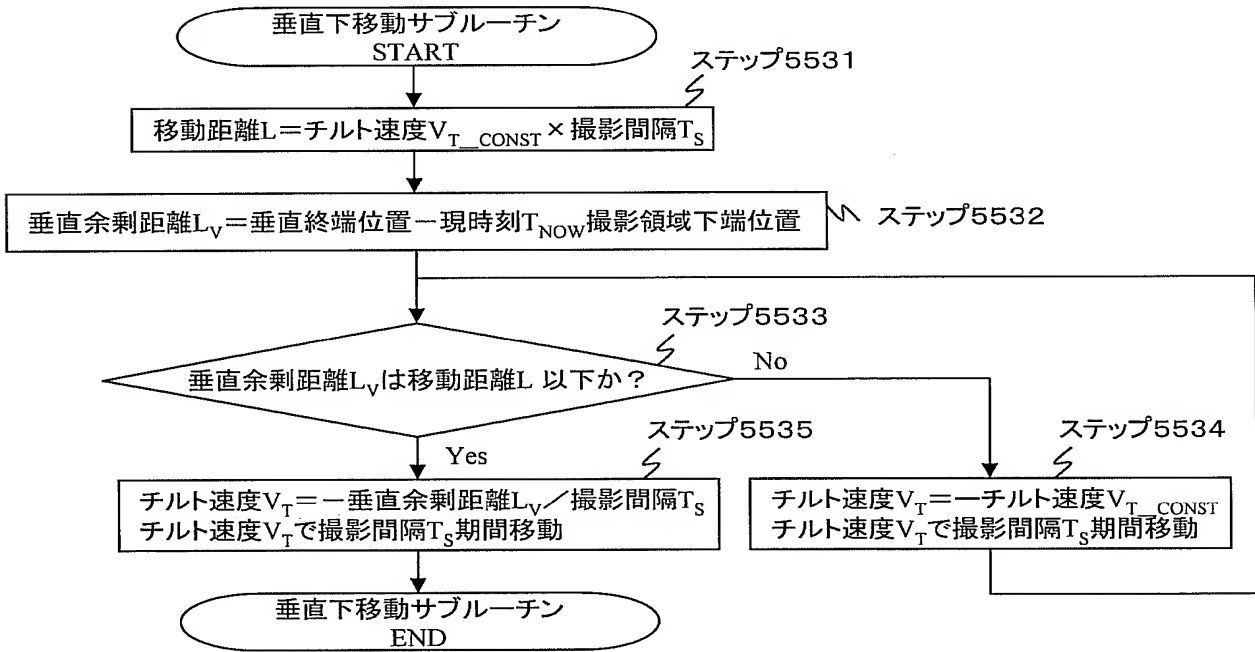 垂直下移動サブルーチン
START
ステップ5531
移動距離L＝チルト速度V_T_CONST×撮影間隔T_S
垂直余剰距離L_V＝垂直終端位置－現時刻T_NOW撮影領域下端位置
ステップ5532
ステップ5533
垂直余剰距離L_Vは移動距離L 以下か？
No
Yes
ステップ5535
チルト速度V_T＝－垂直余剰距離L_V／撮影間隔T_S
チルト速度V_Tで撮影間隔T_S期間移動
ステップ5534
チルト速度V_T＝－チルト速度V_T_CONST
チルト速度V_Tで撮影間隔T_S期間移動
垂直下移動サブルーチン
END